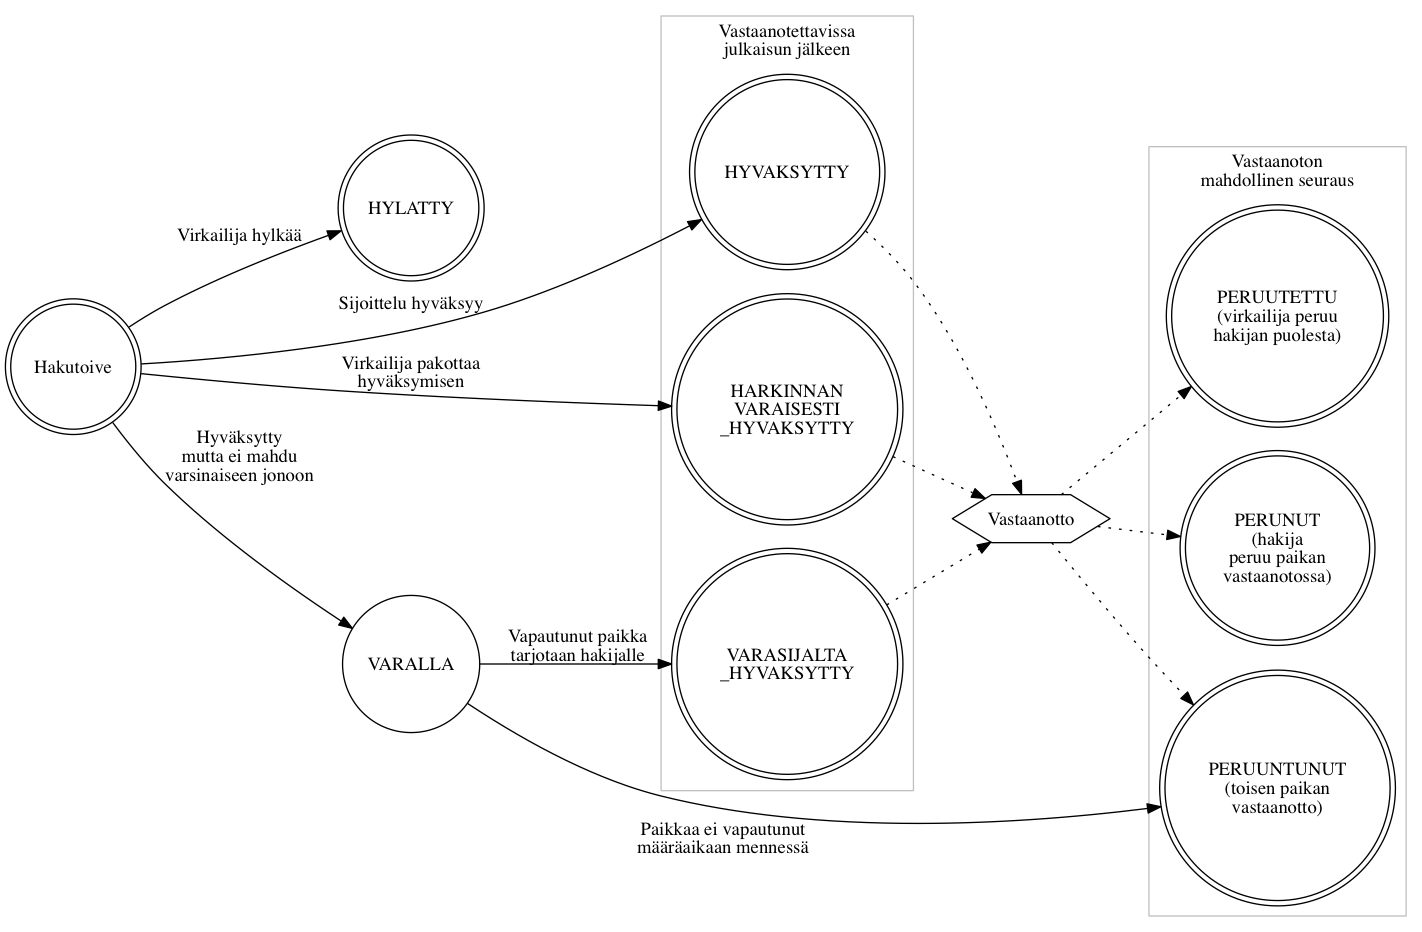 Vastaanotettavissa
julkaisun jälkeen
HYVAKSYTTY
HYLATTY
Virkailija hylkää
Sijoittelu hyväksyy
Hakutoive
Virkailija pakottaa
hyväksymisen
HARKINNAN
VARAISESTI
_HYVAKSYTTY
Hyväksytty
mutta ei mahdu
varsinaiseen jonoon
VARALLA
Vapautunut paikka
tarjotaan hakijalle
VARASIJALTA
_HYVAKSYTTY
Paikkaa ei vapautunut
määräaikaan mennessä
Vastaanotto
Vastaanoton
mahdollinen seuraus
PERUUTETTU
(virkailija peruu
hakijan puolesta)
PERUNUT
(hakija
peruu paikan
vastaanotossa)
PERUUNTUNUT
(toisen paikan
vastaanotto)